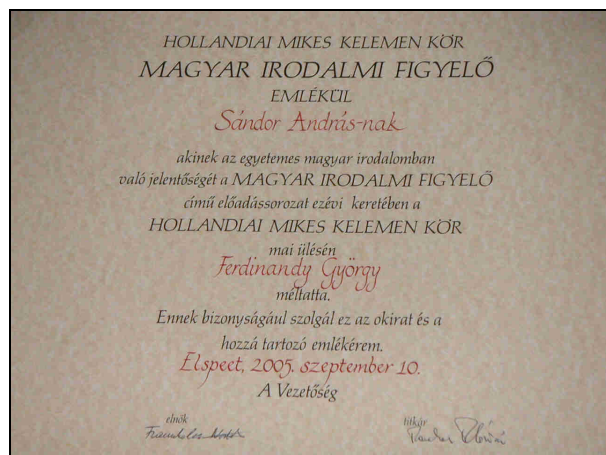 HOLLANDIAI MIKES KELEMEN KÖR
MAGYAR IRODALMI FIGYELŐ
EMLÉKÜL
Sándor András-nak
akinek az egyetemes magyar irodalomban
való jelentőségét a MAGYAR IRODALMI FIGYELŐ
című előadássorozat ezévi keretében a
HOLLANDIAI MIKES KELEMEN KÖR
mai ülésén
Ferdinandy György
méltatta.
Ennek bizonyságául szolgál ez az okirat és a
hozzá tartozó emlékérem.
Elspeet, 2005. szeptember 10.
A Vezetőség
elnök titkár